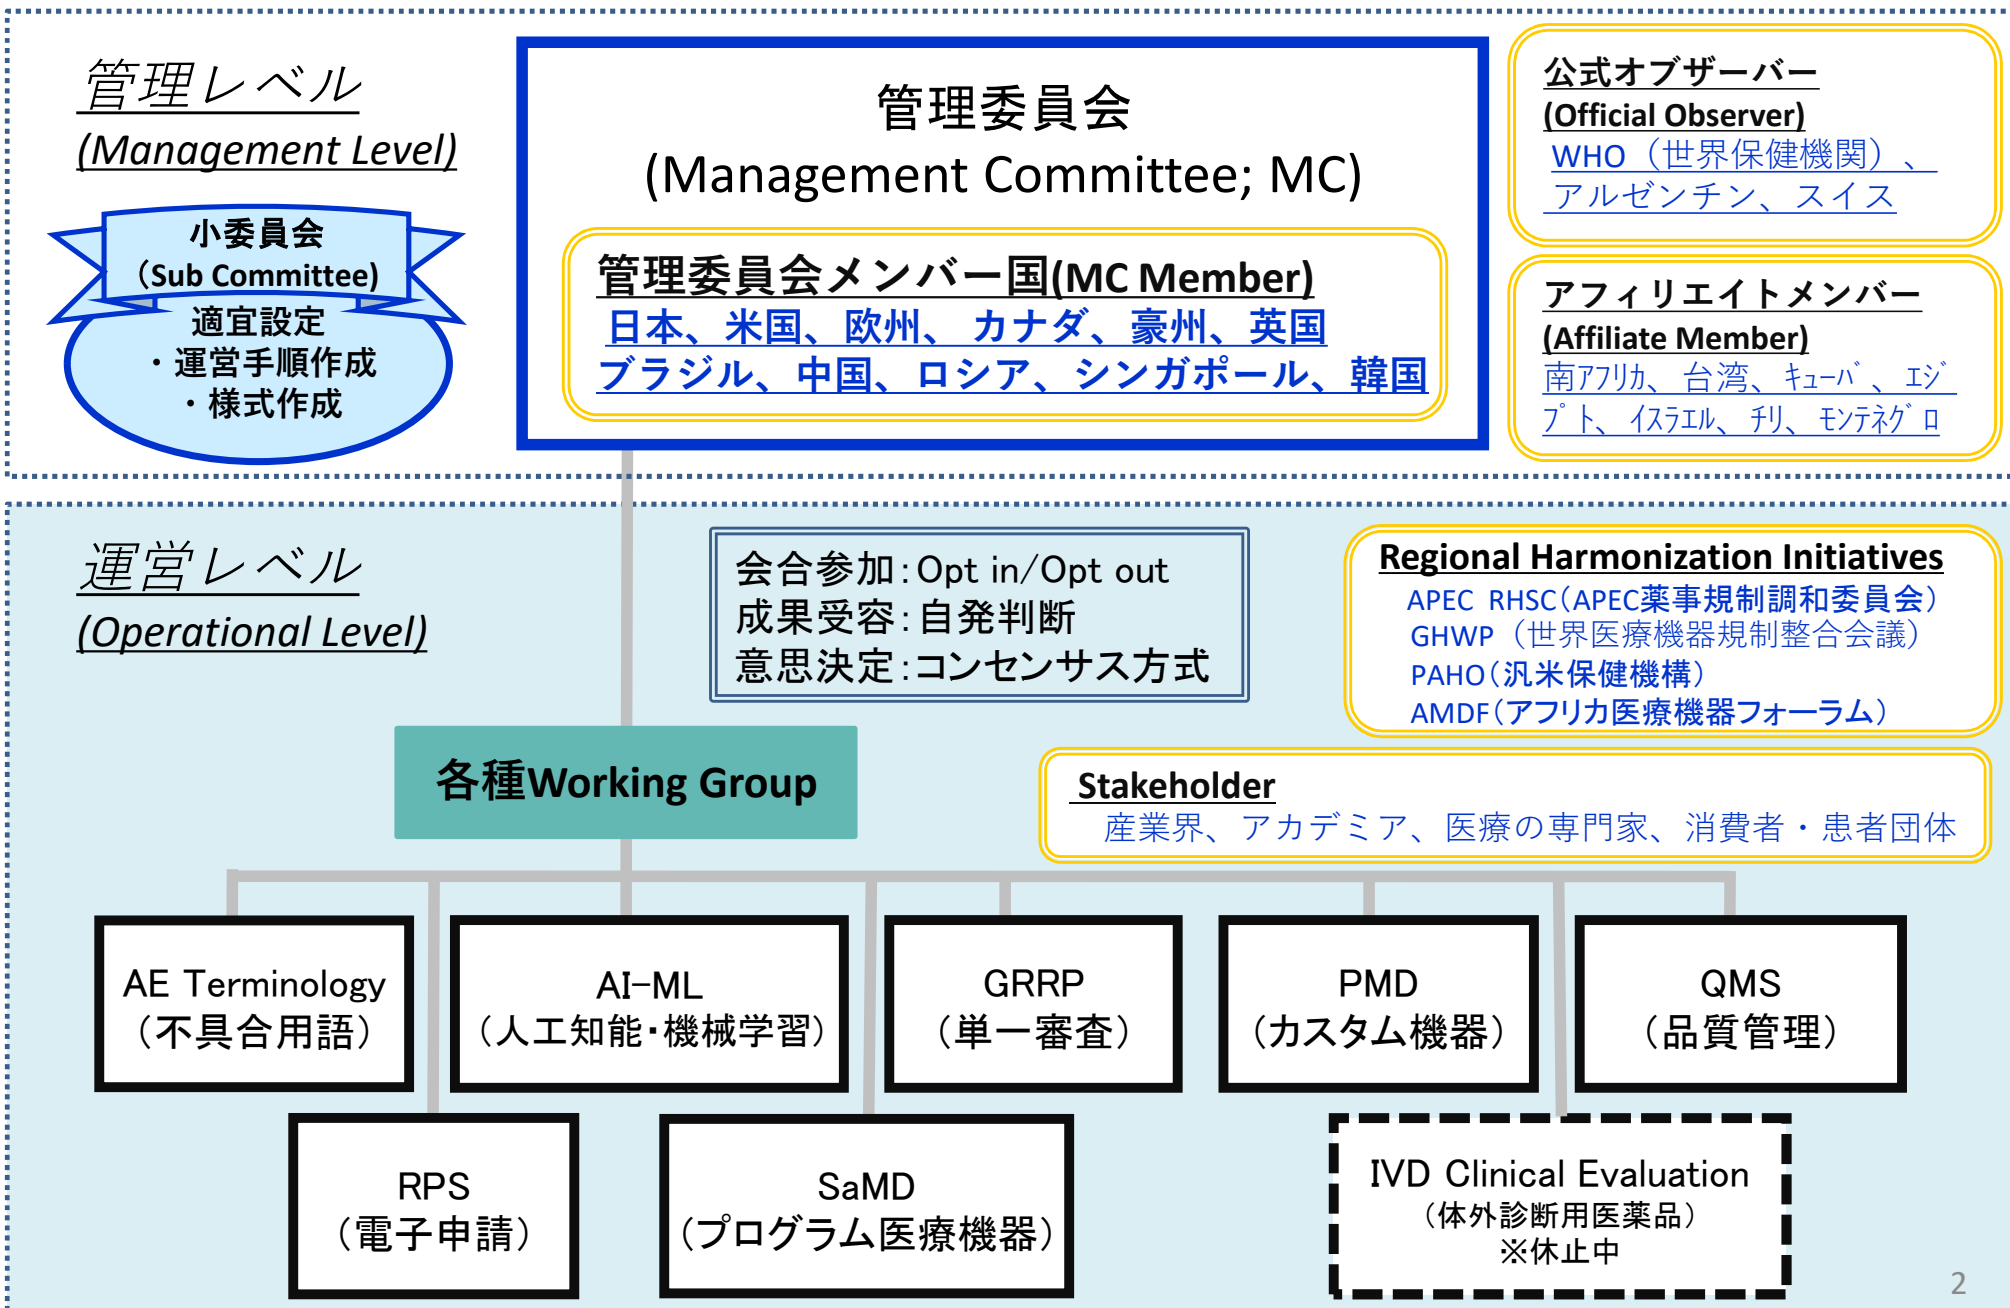 管理レベル
(Management Level)
小委員会
（Sub Committee)
適宜設定
・運営手順作成
・様式作成
管理委員会
(Management Committee; MC)
管理委員会メンバー国(MC Member)
日本、米国、欧州、カナダ、豪州、英国
ブラジル、中国、ロシア、シンガポール、韓国
公式オブザーバー
(Official Observer)
WHO（世界保健機関）、
アルゼンチン、スイス
アフィリエイトメンバー
(Affiliate Member)
南ｱﾌﾘｶ、台湾、ｷｭｰﾊﾞ、ｴｼﾞ
ﾌﾟﾄ、ｲｽﾗｴﾙ、ﾁﾘ、ﾓﾝﾃﾈｸﾞﾛ
運営レベル
(Operational Level)
会合参加：Opt in/Opt out
成果受容：自発判断
意思決定：コンセンサス方式
Regional Harmonization Initiatives
APEC RHSC（APEC薬事規制調和委員会）
GHWP（世界医療機器規制整合会議）
PAHO（汎米保健機構）
AMDF（アフリカ医療機器フォーラム）
各種Working Group
Stakeholder
産業界、アカデミア、医療の専門家、消費者・患者団体
AE Terminology
（不具合用語）
AI-ML
（人工知能・機械学習）
GRRP
（単一審査）
PMD
（カスタム機器）
QMS
（品質管理）
RPS
（電子申請）
SaMD
（プログラム医療機器）
IVD Clinical Evaluation
（体外診断用医薬品）
※休止中
2